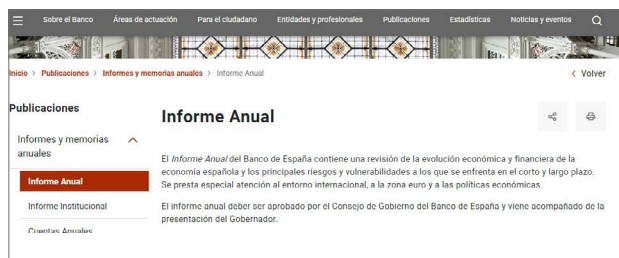 Sobre el Banco Áreas de actuación Para el ciudadano Entidades y profesionales Publicaciones Estadísticas Noticias y eventos
Inicio > Publicaciones > Informes y memorias anuales > Informe Anual
Volver
Publicaciones
Informes y memorias
anuales
Informe Anual
Informe Institucional
Cuentas Anuales
Informe Anual
El Informe Anual del Banco de España contiene una revisión de la evolución económica y financiera de la
economía española y los principales riesgos y vulnerabilidades a los que se enfrenta en el corto y largo plazo.
Se presta especial atención al entorno internacional, a la zona euro y a las políticas económicas.
El informe anual deber ser aprobado por el Consejo de Gobierno del Banco de España y viene acompañado de la
presentación del Gobernador.